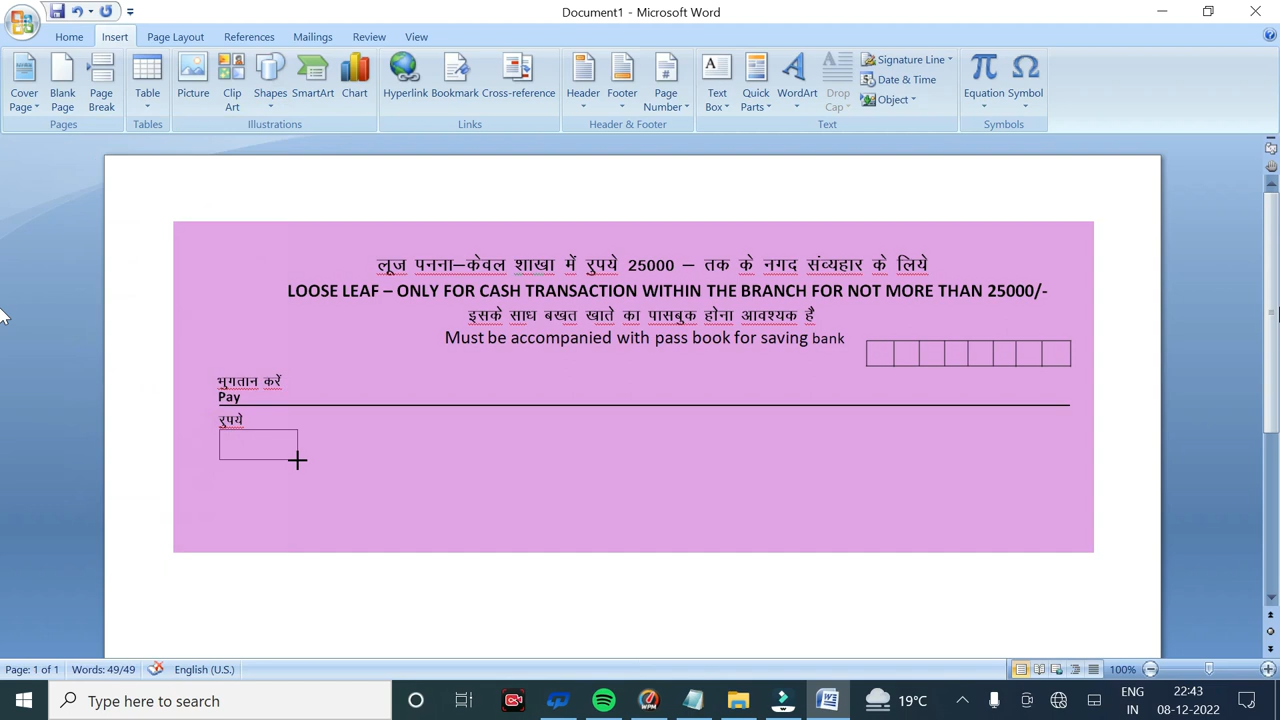 Document1 - Microsoft Word
Home Insert Page Layout References Mailings Review View
Cover Page Blank Page Page Break Table Picture Clip Art Shapes SmartArt Chart Hyperlink Bookmark Cross-reference Header Footer Page Number Text Box Quick Parts WordArt Drop Cap Signature Line Date & Time Object Equation Symbol
Pages Tables Illustrations Links Header & Footer Text Symbols
लूज पनना–केवल शाखा में रुपये 25000 – तक के नगद संव्यहार के लिये
LOOSE LEAF – ONLY FOR CASH TRANSACTION WITHIN THE BRANCH FOR NOT MORE THAN 25000/-
इसके साध बखत खाते का पासबुक होना आवश्यक है
Must be accompanied with pass book for saving bank
भुगतान करें
Pay
रुपये
Page: 1 of 1 Words: 49/49 English (U.S.) 100%
Type here to search WPM 19°C ENG IN 22:43 08-12-2022